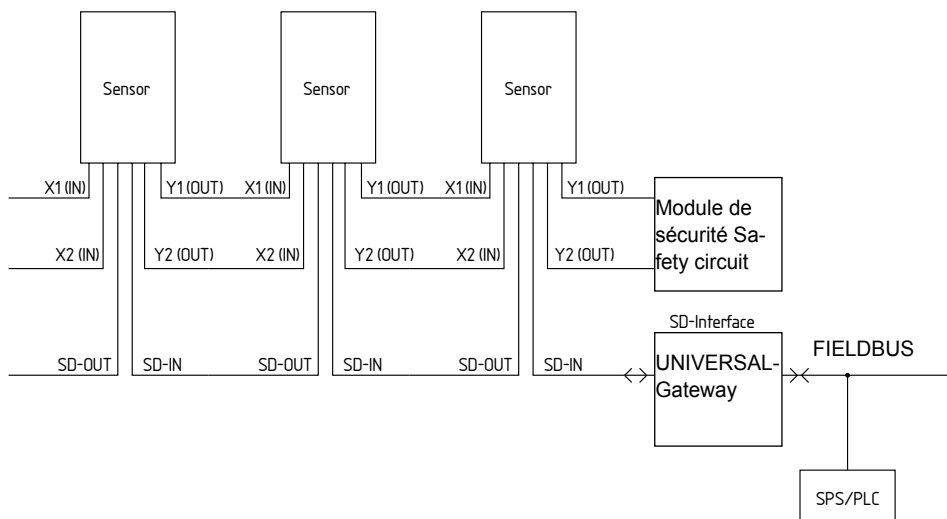 Sensor Sensor Sensor
X1 (IN) Y1 (OUT) X1 (IN) Y1 (OUT) X1 (IN) Y1 (OUT)
X2 (IN) Y2 (OUT) X2 (IN) Y2 (OUT) X2 (IN) Y2 (OUT)
Module de
sécurité Sa-
fety circuit
SD-Interface
SD-OUT SD-IN SD-OUT SD-IN SD-OUT SD-IN
UNIVERSAL-
Gateway
FIELDBUS
SPS/PLC